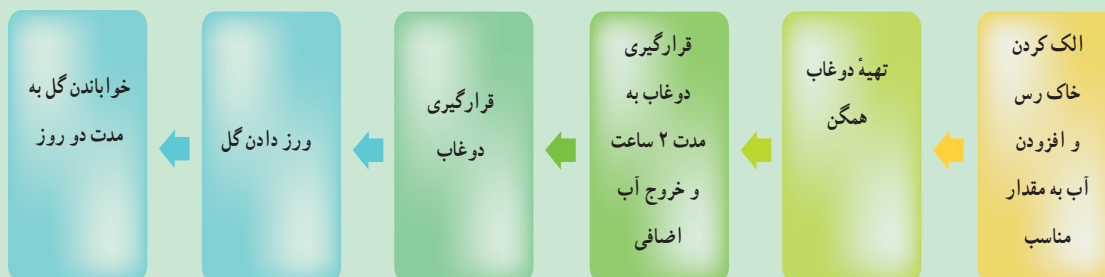 الک کردن
خاک رس
و افزودن
آب به مقدار
مناسب
تهیهٔ دوغاب
همگن
قرارگیری
دوغاب به
مدت ۲ ساعت
و خروج آب
اضافی
قرارگیری
دوغاب
ورز دادن گل
خواباندن گل به
مدت دو روز